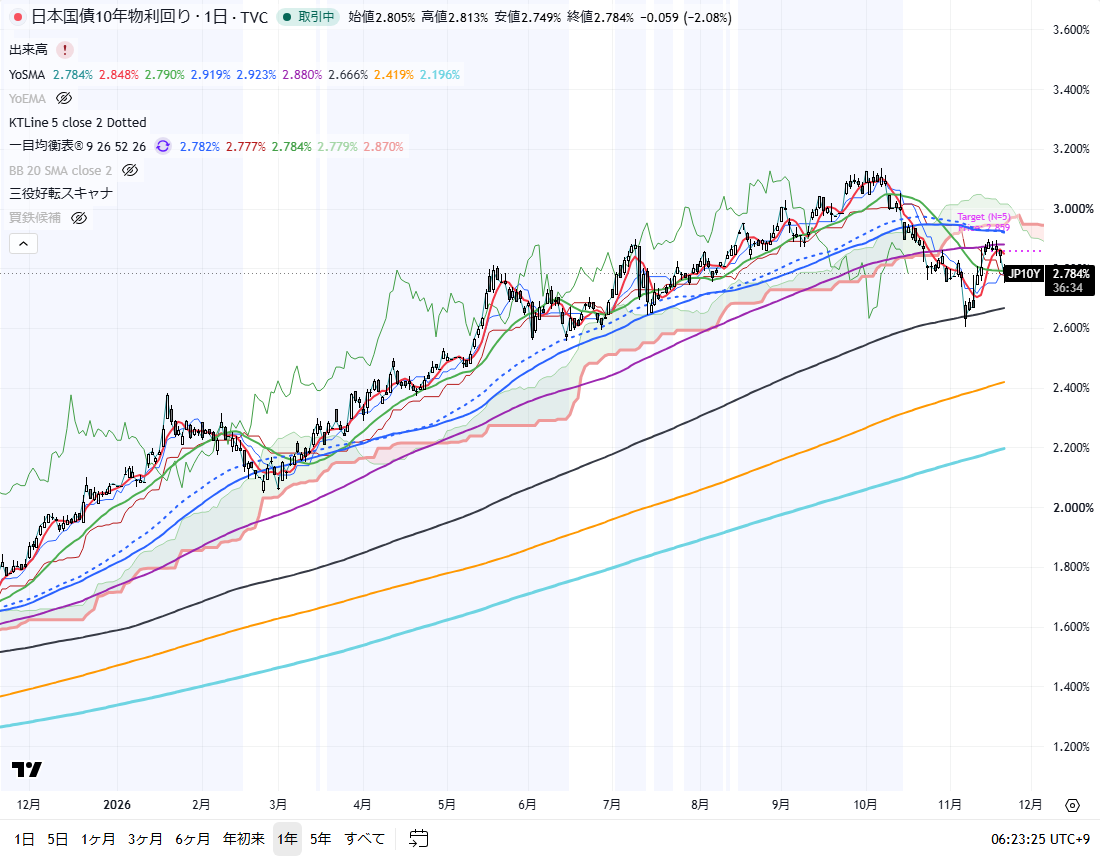 日本国債10年物利回り · 1日 · TVC 取引中 始値2.805% 高値2.813% 安値2.749% 終値2.784% −0.059 (−2.08%)
出来高 !
YoSMA 2.784% 2.848% 2.790% 2.919% 2.923% 2.880% 2.666% 2.419% 2.196%
YoEMA
KTLine 5 close 2 Dotted
一目均衡表® 9 26 52 26 2.782% 2.777% 2.784% 2.779% 2.870%
BB 20 SMA close 2
三役好転スキャナ
買鉄候補
3.600%
3.400%
3.200%
3.000%
Target (N=5)
Price: 2.859
JP10Y 2.784%
36:34
2.600%
2.400%
2.200%
2.000%
1.800%
1.600%
1.400%
1.200%
12月 2026 2月 3月 4月 5月 6月 7月 8月 9月 10月 11月 12月
1日 5日 1ヶ月 3ヶ月 6ヶ月 年初来 1年 5年 すべて 06:23:25 UTC+9